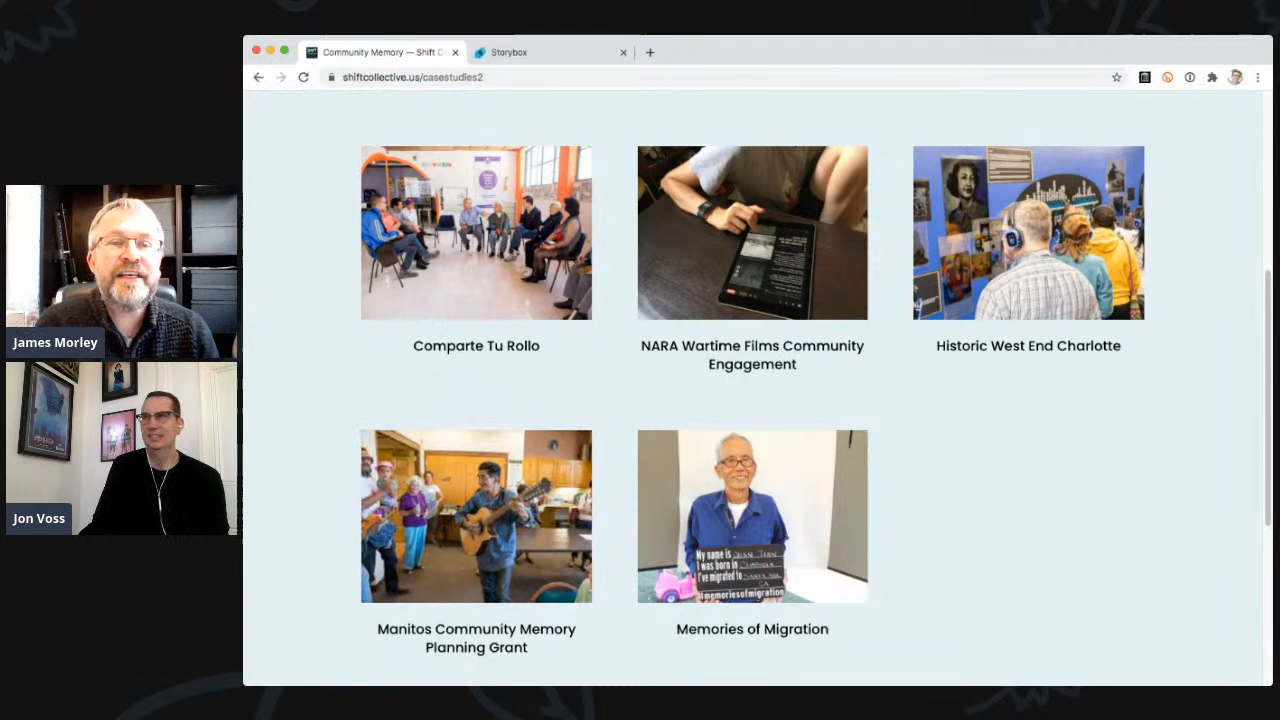 Community Memory — Shift C
Storybox
shiftcollective.us/casestudies2
James Morley
Jon Voss
Comparte Tu Rollo
NARA Wartime Films Community
Engagement
Historic West End Charlotte
My name is
I was born in
I've migrated to
CA
#memoriesofmigration
Manitos Community Memory
Planning Grant
Memories of Migration